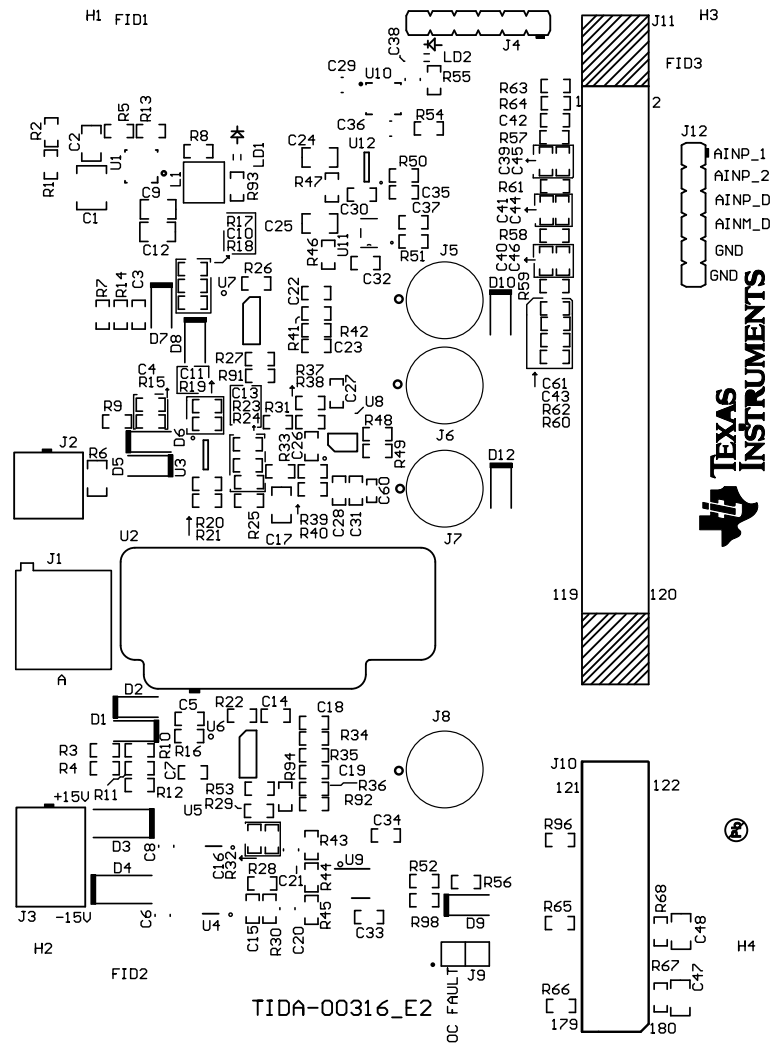 H1
FID1
C38
J4
LD2
J11
H3
FID3
C29
U10
R55
R63
R64
C42
R57
1
2
R54
C36
J12
R2
C2
R5
R13
R8
LD1
C24
U12
AINP_1
AINP_2
AINP_D
AINM_D
GND
GND
R1
U1
L1
R93
R47
R50
C35
C39
C45
R61
C1
C9
C12
R17
C10
R18
C25
C30
U11
R46
C37
R51
C32
C41
C44
R58
C40
C46
R59
J5
D10
R7
R14
C3
U7
R26
C22
R41
R42
C23
D7
D8
R27
R91
C11
R19
C4
R15
C13
R23
R24
R37
R38
C27
U8
R31
R48
R49
J6
C61
C43
R62
R60
TEXAS
INSTRUMENTS
R9
D6
D5
U3
J2
R6
R33
C26
C60
D12
R20
R21
R25
C17
R39
R40
C28
C31
J7
U2
J1
A
119
120
D2
D1
C5
U6
R22
C14
C18
R34
R35
C19
R36
R92
R94
J8
R3
R4
R10
R16
C7
R11
R12
R53
R29
U5
J10
121
122
+15V
D3
C8
D4
C6
J3
-15V
C16
R32
R28
C21
R43
U9
R44
R45
C34
R96
R52
R56
R98
D9
R65
R68
C48
U4
C15
R30
C20
C33
H2
FID2
J9
GOC FAULT
R67
C47
R66
179
180
H4
Pb
TIDA-00316_E2